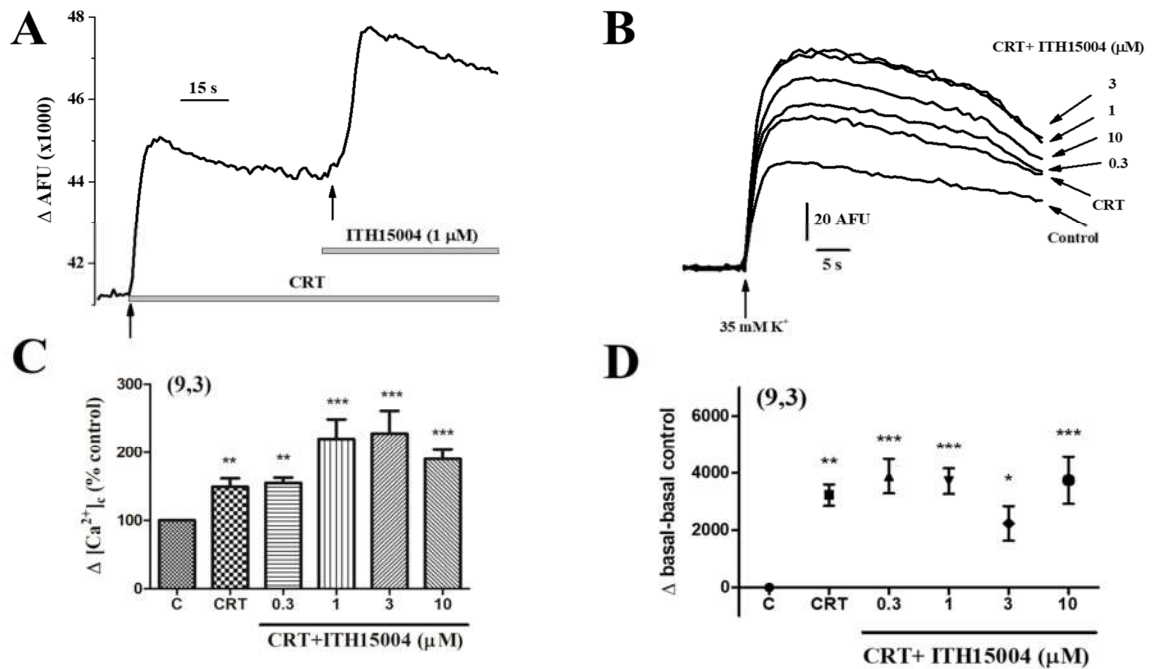 A
48
46
44
42
Δ AFU (x1000)
15 s
ITH15004 (1 μM)
CRT
B
CRT+ ITH15004 (μM)
3
1
10
0.3
CRT
Control
20 AFU
5 s
35 mM K⁺
C
(9,3)
300
200
100
0
Δ [Ca²⁺]c (% control)
**
**
***
***
***
C CRT 0.3 1 3 10
CRT+ITH15004 (μM)
D
(9,3)
6000
4000
2000
0
Δ basal-basal control
**
***
***
*
***
C CRT 0.3 1 3 10
CRT+ ITH15004 (μM)